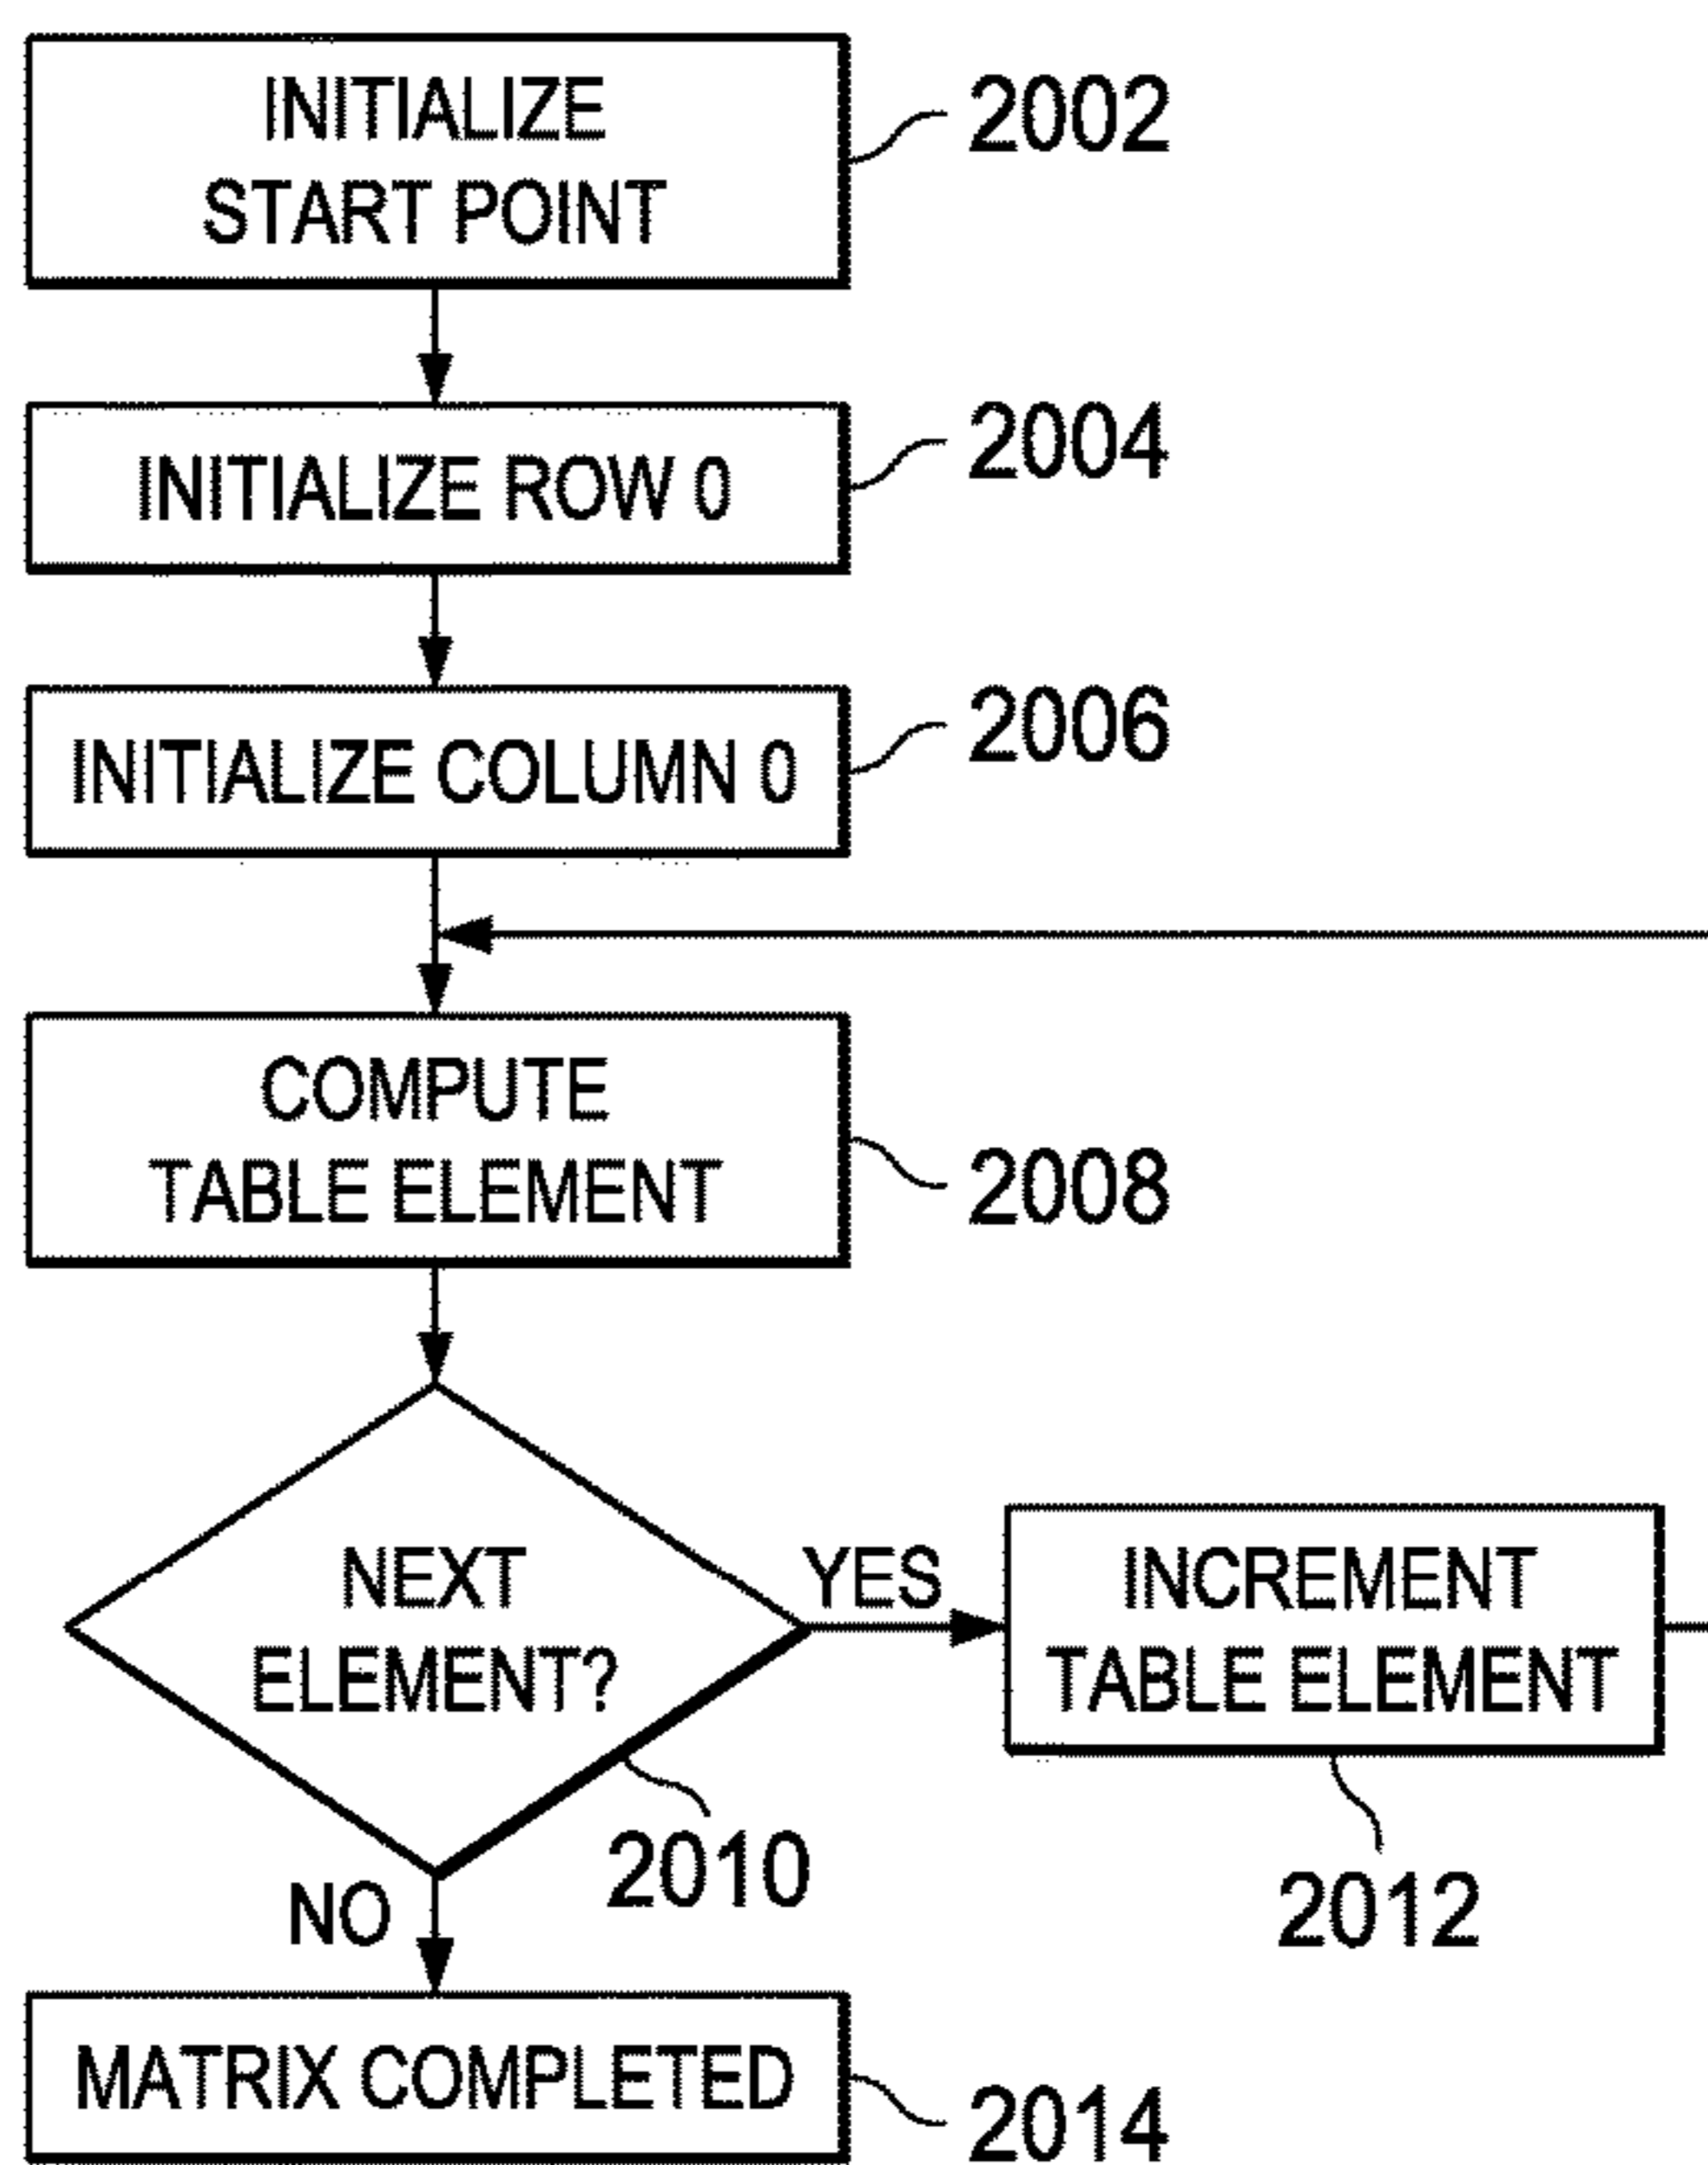 INITIALIZE
START POINT
2002
INITIALIZE ROW 0
2004
INITIALIZE COLUMN 0
2006
COMPUTE
TABLE ELEMENT
2008
NEXT
ELEMENT?
2010
YES
INCREMENT
TABLE ELEMENT
2012
NO
MATRIX COMPLETED
2014